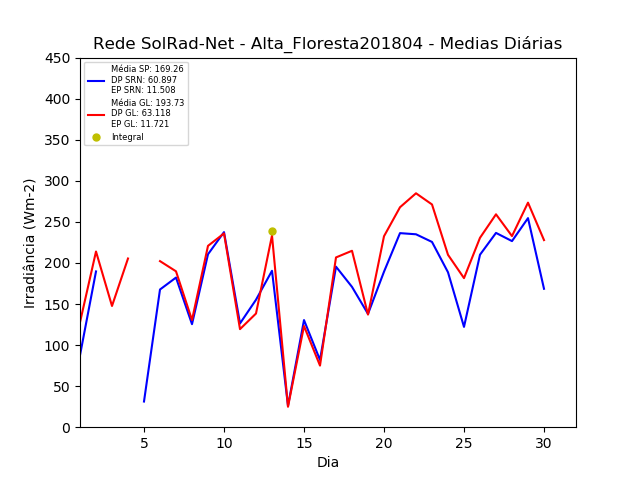 Rede SolRad-Net - Alta_Floresta201804 - Medias Diárias
Irradiância (Wm-2)
450
400
350
300
250
200
150
100
50
0
Média SP: 169.26
DP SRN: 60.897
EP SRN: 11.508
Média GL: 193.73
DP GL: 63.118
EP GL: 11.721
Integral
5
10
15
20
25
30
Dia